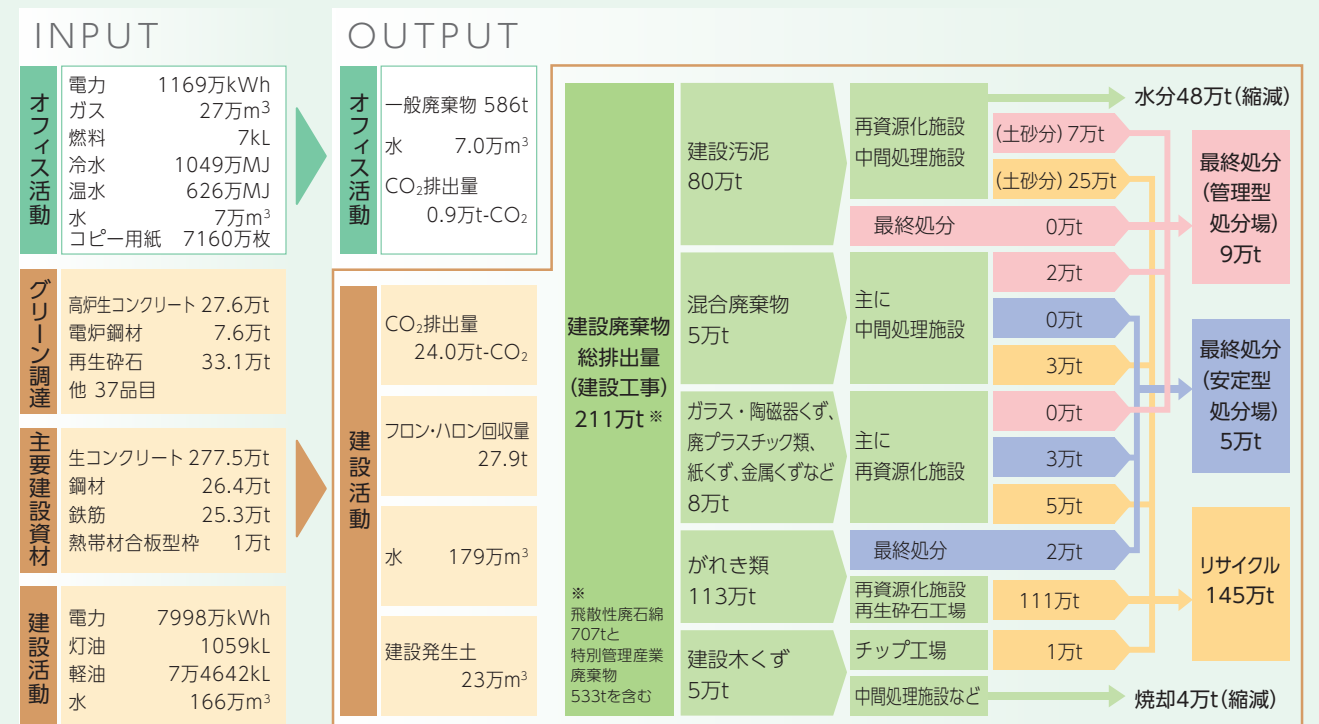 INPUT
オフィス活動
電力 1169万kWh
ガス 27万m³
燃料 7kL
冷水 1049万MJ
温水 626万MJ
水 7万m³
コピー用紙 7160万枚
グリーン調達
高炉生コンクリート 27.6万t
電炉鋼材 7.6万t
再生砕石 33.1万t
他 37品目
主要建設資材
生コンクリート 277.5万t
鋼材 26.4万t
鉄筋 25.3万t
熱帯材合板型枠 1万t
建設活動
電力 7998万kWh
灯油 1059kL
軽油 7万4642kL
水 166万m³
OUTPUT
オフィス活動
一般廃棄物 586t
水 7.0万m³
CO₂排出量
0.9万t-CO₂
建設活動
CO₂排出量
24.0万t-CO₂
フロン・ハロン回収量
27.9t
水 179万m³
建設発生土
23万m³
建設廃棄物
総排出量
(建設工事)
211万t※
※
飛散性廃石綿
707tと
特別管理産業
廃棄物
533tを含む
建設汚泥
80万t
再資源化施設
中間処理施設
水分48万t(縮減)
(土砂分) 7万t
(土砂分) 25万t
最終処分 0万t
混合廃棄物
5万t
主に
中間処理施設
2万t
0万t
3万t
ガラス・陶磁器くず、
廃プラスチック類、
紙くず、金属くずなど
8万t
主に
再資源化施設
0万t
3万t
5万t
がれき類
113万t
最終処分 2万t
再資源化施設
再生砕石工場
111万t
建設木くず
5万t
チップ工場
1万t
中間処理施設など
焼却4万t(縮減)
最終処分
(管理型
処分場)
9万t
最終処分
(安定型
処分場)
5万t
リサイクル
145万t